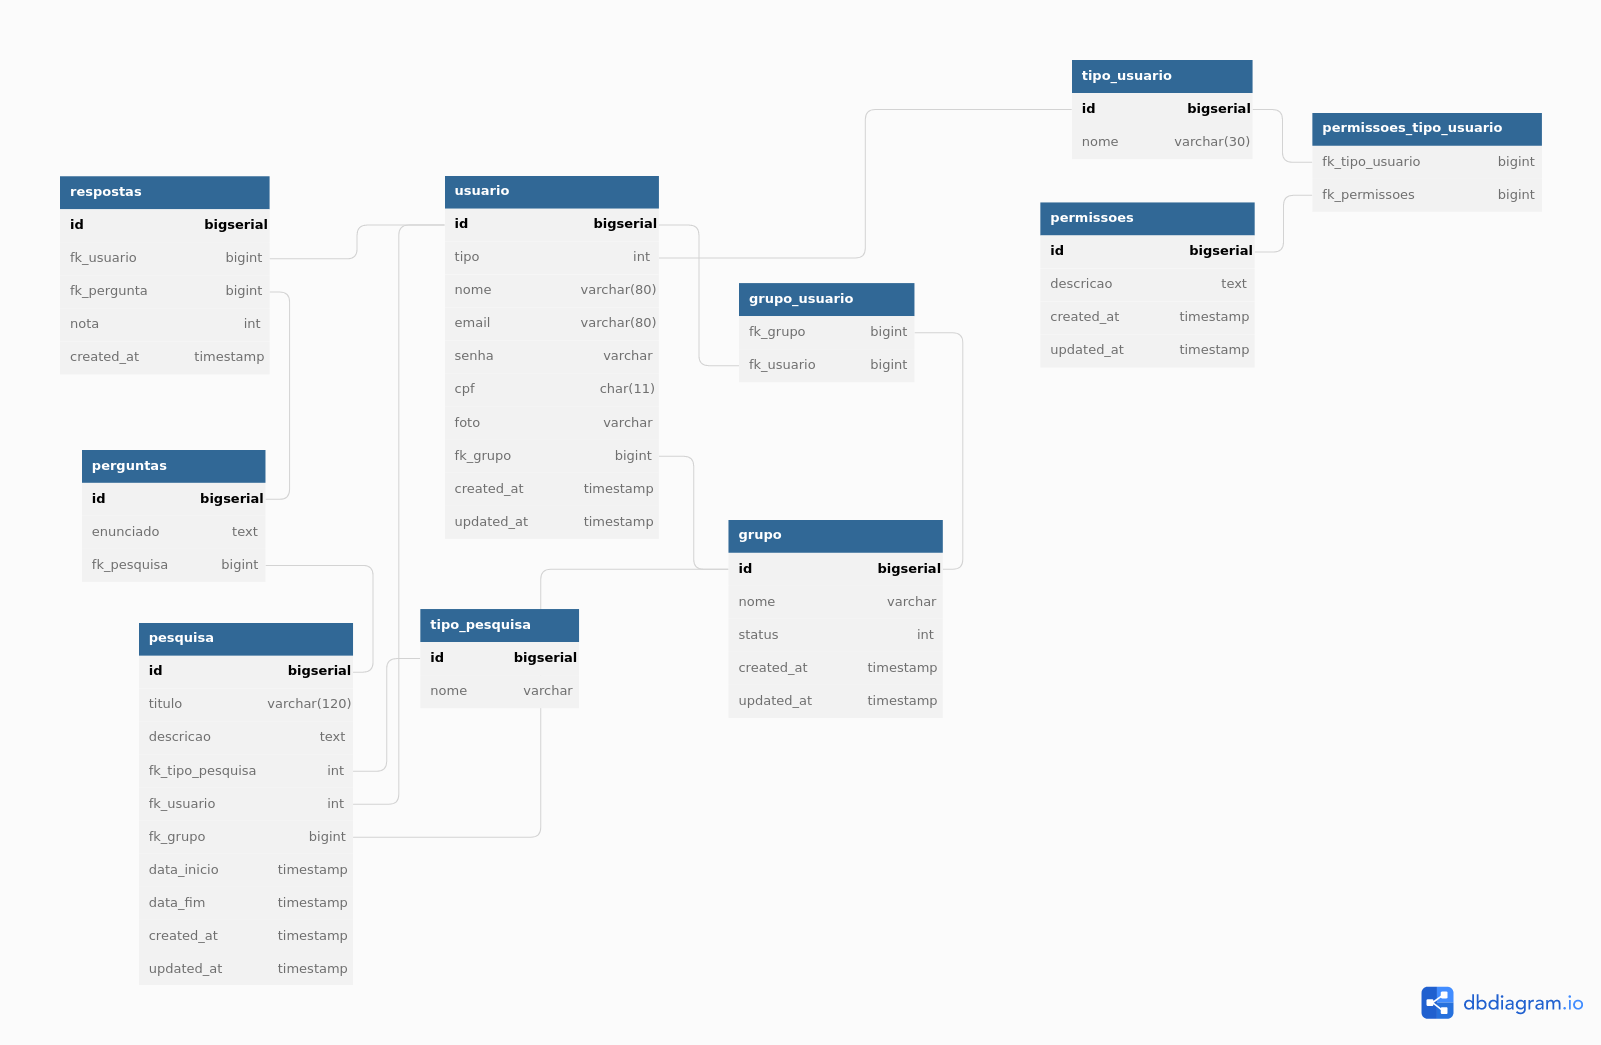 tipo_usuario
id bigserial
nome varchar(30)
permissoes_tipo_usuario
fk_tipo_usuario bigint
fk_permissoes bigint
respostas
id bigserial
fk_usuario bigint
fk_pergunta bigint
nota int
created_at timestamp
usuario
id bigserial
tipo int
nome varchar(80)
email varchar(80)
senha varchar
cpf char(11)
foto varchar
fk_grupo bigint
created_at timestamp
updated_at timestamp
permissoes
id bigserial
descricao text
created_at timestamp
updated_at timestamp
grupo_usuario
fk_grupo bigint
fk_usuario bigint
perguntas
id bigserial
enunciado text
fk_pesquisa bigint
grupo
id bigserial
nome varchar
status int
created_at timestamp
updated_at timestamp
tipo_pesquisa
id bigserial
nome varchar
pesquisa
id bigserial
titulo varchar(120)
descricao text
fk_tipo_pesquisa int
fk_usuario int
fk_grupo bigint
data_inicio timestamp
data_fim timestamp
created_at timestamp
updated_at timestamp
dbdiagram.io